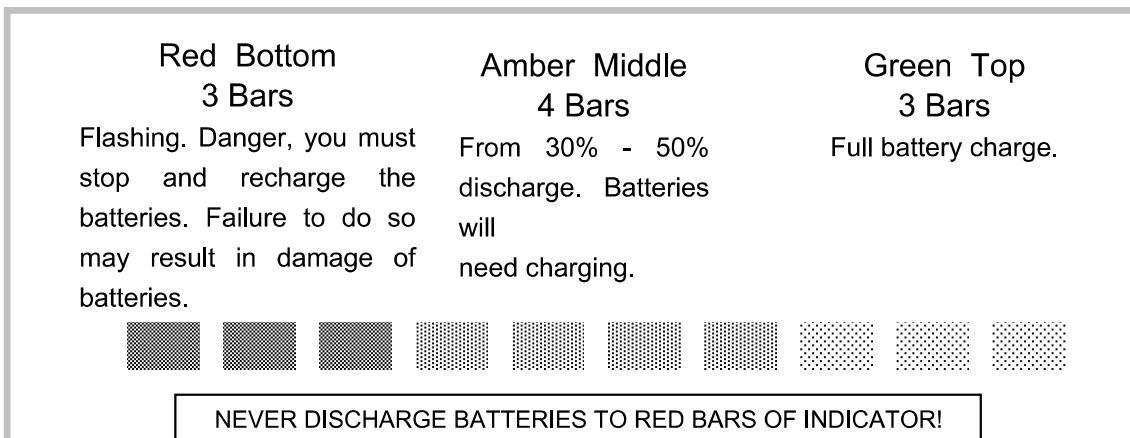 Red Bottom
3 Bars
Flashing. Danger, you must
stop and recharge the
batteries. Failure to do so
may result in damage of
batteries.
Amber Middle
4 Bars
From 30% - 50%
discharge. Batteries
will
need charging.
Green Top
3 Bars
Full battery charge.
NEVER DISCHARGE BATTERIES TO RED BARS OF INDICATOR!